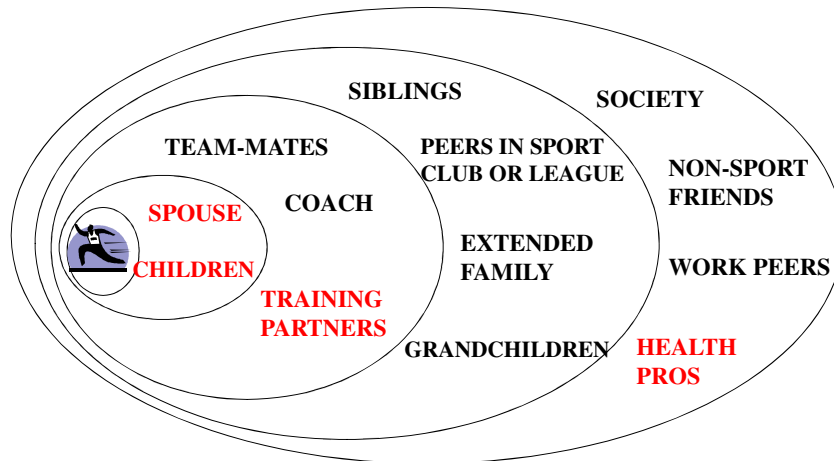 SIBLINGS
SOCIETY
TEAM-MATES
PEERS IN SPORT
CLUB OR LEAGUE
NON-SPORT
FRIENDS
SPOUSE
COACH
EXTENDED
FAMILY
WORK PEERS
CHILDREN
TRAINING
PARTNERS
GRANDCHILDREN
HEALTH
PROS